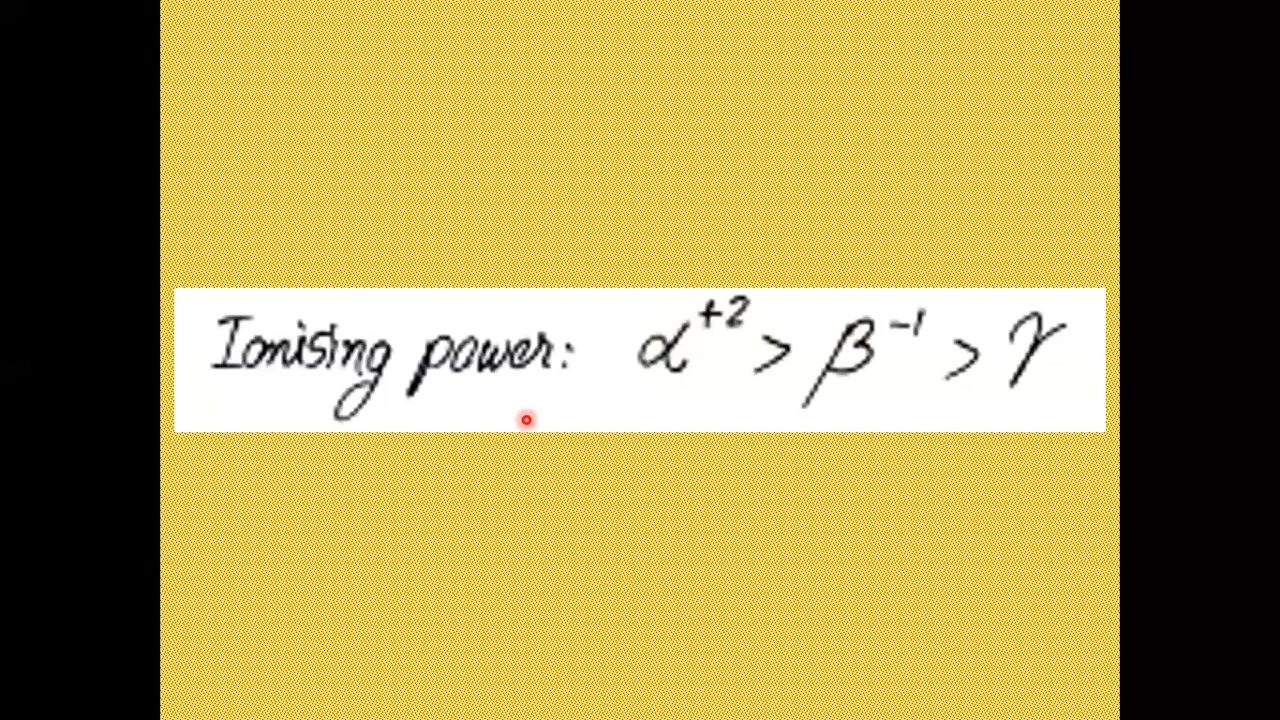 Ionising power: α⁺² > β⁻¹ > γ